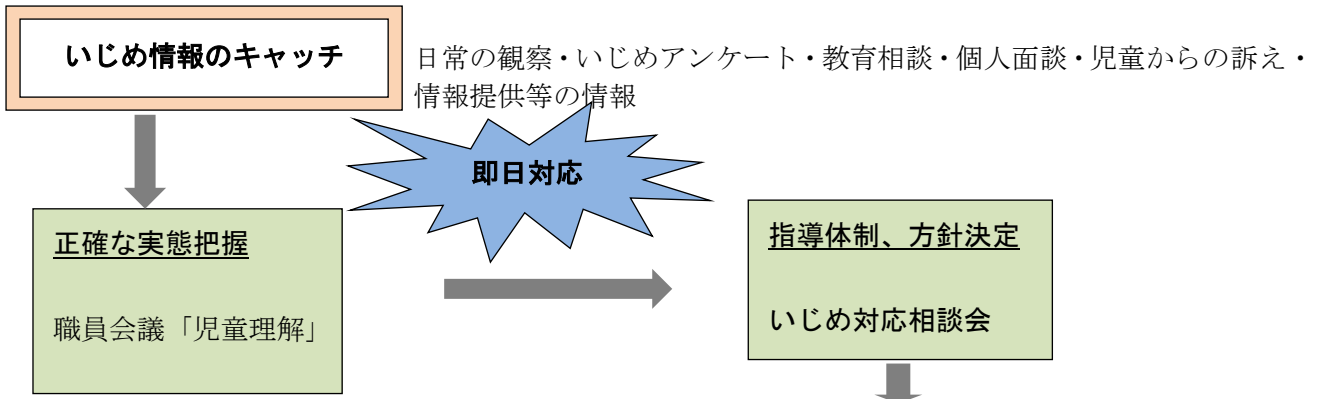 いじめ情報のキャッチ
日常の観察・いじめアンケート・教育相談・個人面談・児童からの訴え・
情報提供等の情報
即日対応
正確な実態把握
職員会議「児童理解」
指導体制、方針決定
いじめ対応相談会